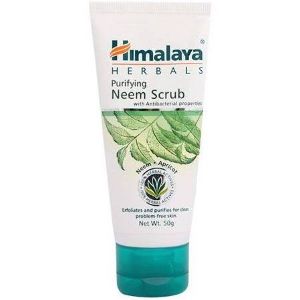 Himalaya
HERBALS
Purifying
Neem Scrub
with Antibacterial properties
Neem + Apricot
Exfoliates and purifies for clear
problem free skin.
Net Wt. 50g